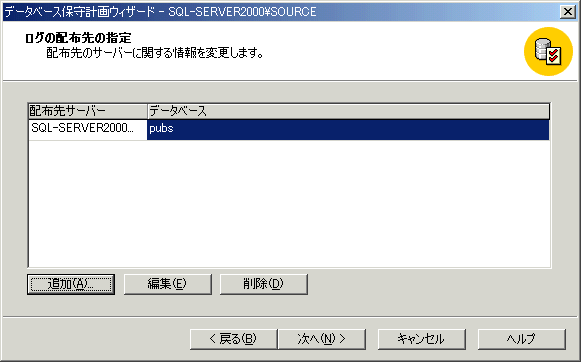 データベース保守計画ウィザード - SQL-SERVER2000¥SOURCE
ログの配布先の指定
配布先のサーバーに関する情報を変更します。
配布先サーバー データベース
SQL-SERVER2000... pubs
追加(A)... 編集(E) 削除(D)
< 戻る(B) 次へ(N) > キャンセル ヘルプ